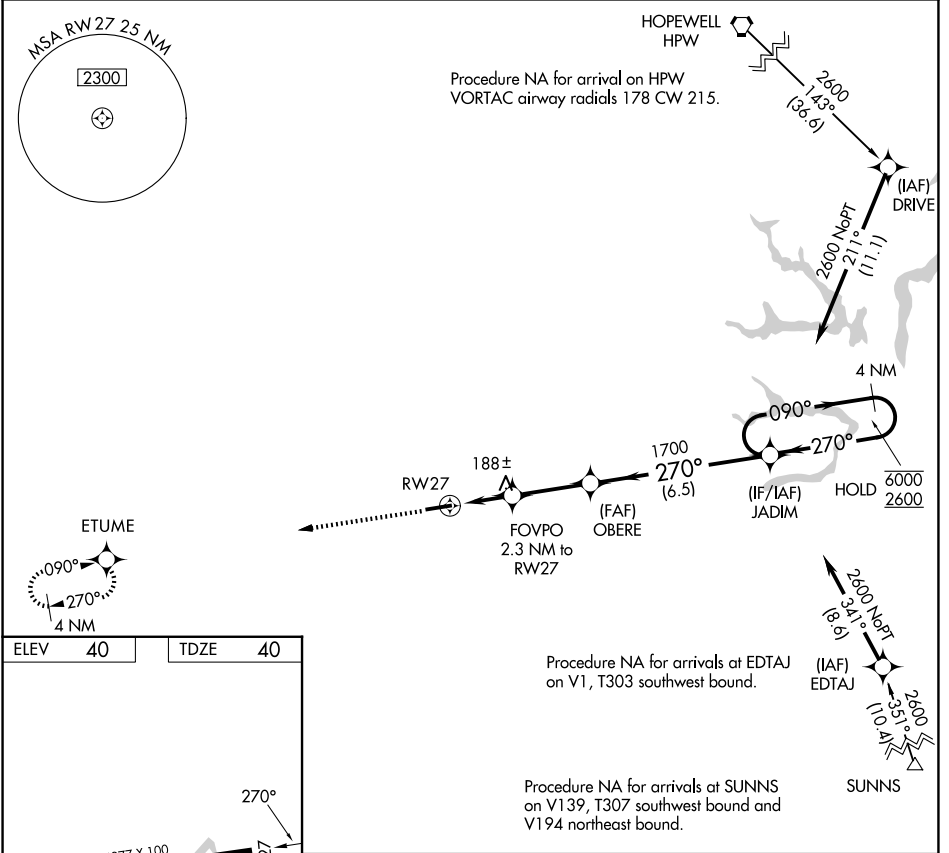 MSA RW27 25 NM
2300
HOPEWELL
HPW
Procedure NA for arrival on HPW
VORTAC airway radials 178 CW 215.
2600
143°
(36.6)
(IAF)
DRIVE
2600 NoPT
211°
(11.1)
4 NM
090°
270°
HOLD
6000
2600
(IF/IAF)
JADIM
1700
270°
(6.5)
(FAF)
OBERE
188±
FOVPO
2.3 NM to
RW27
RW27
ETUME
090°
270°
4 NM
2600 NoPT
341°
(8.6)
(IAF)
EDTAJ
Procedure NA for arrivals at EDTAJ
on V1, T303 southwest bound.
2600
351°
(10.4)
SUNNS
Procedure NA for arrivals at SUNNS
on V139, T307 southwest bound and
V194 northeast bound.
ELEV 40
TDZE 40
270°
X 100
27